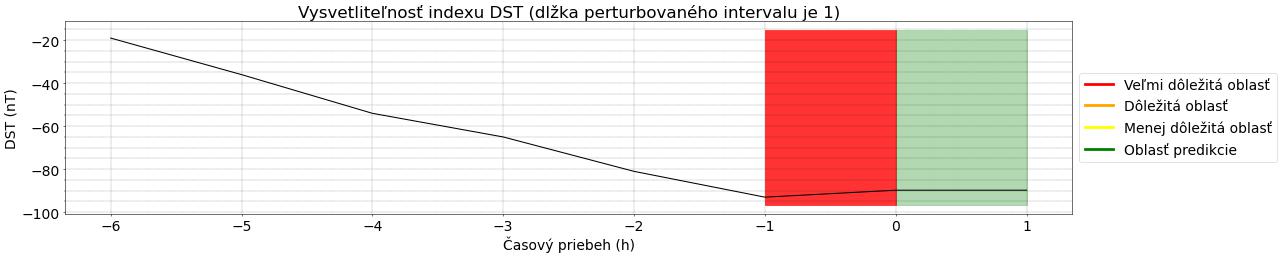 Vysvetliteľnosť indexu DST (dĺžka perturbovaného intervalu je 1)
DST (nT)
−20
−40
−60
−80
−100
−6 −5 −4 −3 −2 −1 0 1
Časový priebeh (h)
Veľmi dôležitá oblasť
Dôležitá oblasť
Menej dôležitá oblasť
Oblasť predikcie